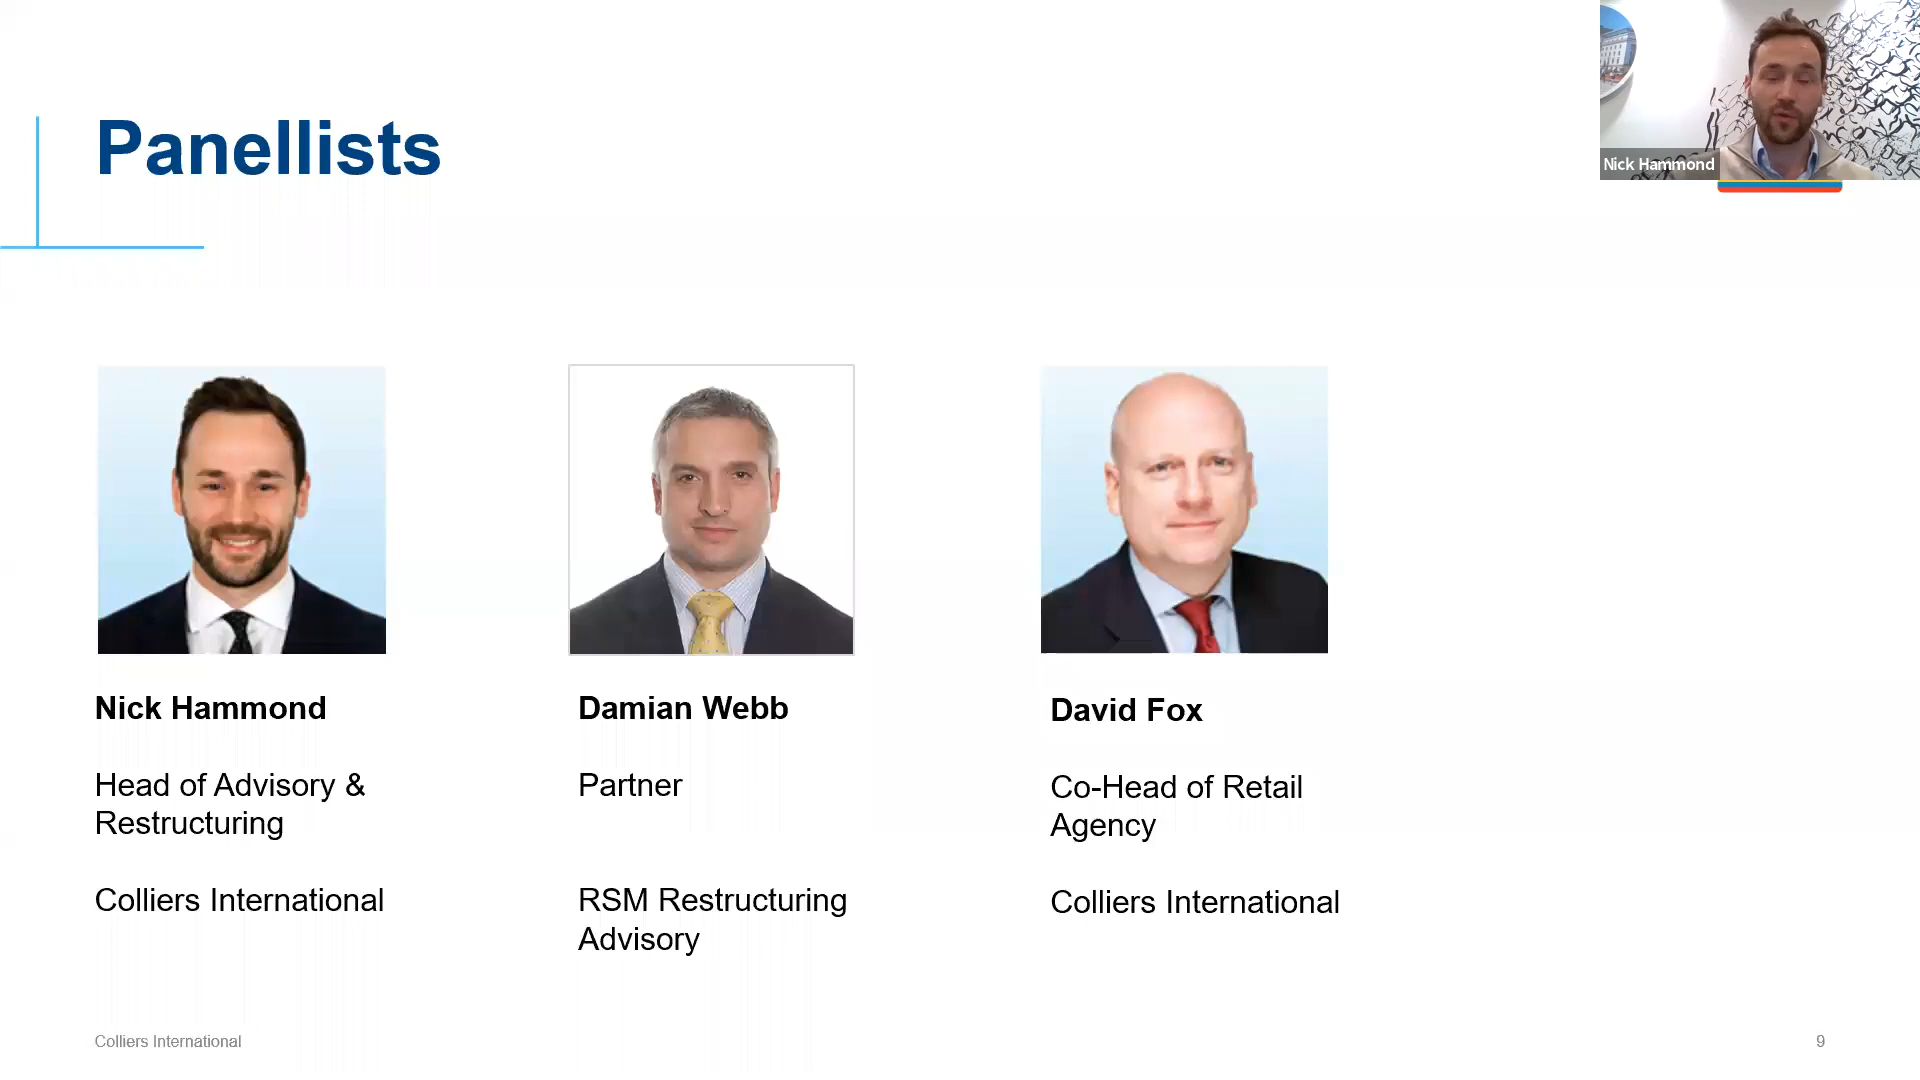 Panellists
Nick Hammond
Nick Hammond
Head of Advisory &
Restructuring
Colliers International
Damian Webb
Partner
RSM Restructuring
Advisory
David Fox
Co-Head of Retail
Agency
Colliers International
Colliers International
9